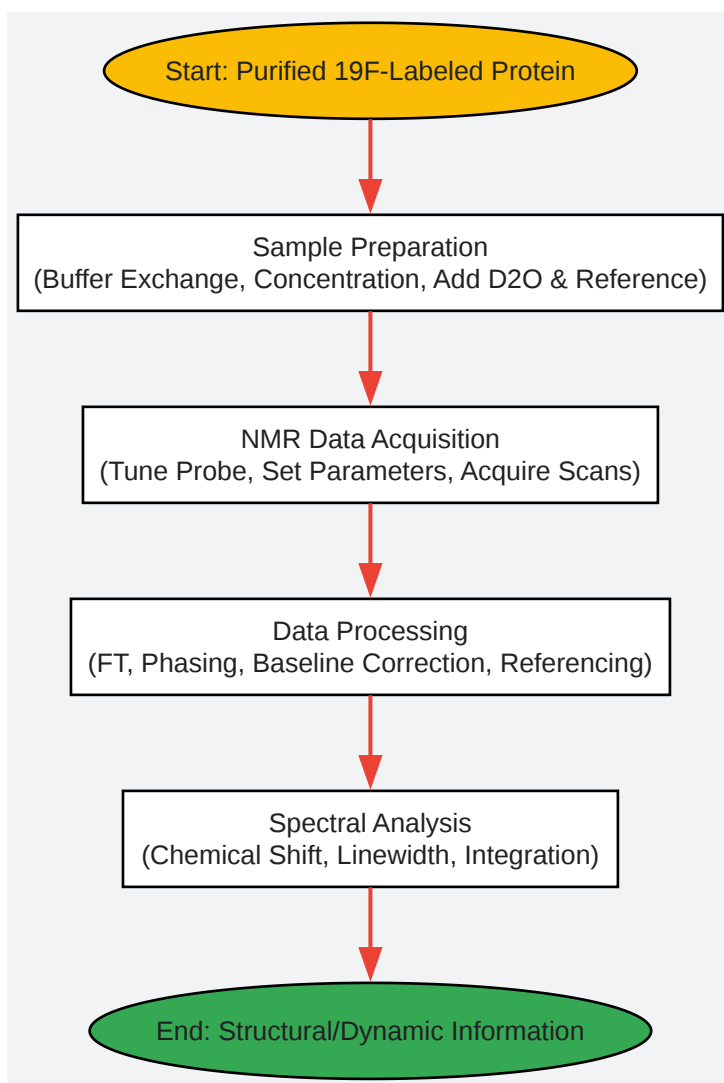 Start: Purified 19F-Labeled Protein
Sample Preparation
(Buffer Exchange, Concentration, Add D2O & Reference)
NMR Data Acquisition
(Tune Probe, Set Parameters, Acquire Scans)
Data Processing
(FT, Phasing, Baseline Correction, Referencing)
Spectral Analysis
(Chemical Shift, Linewidth, Integration)
End: Structural/Dynamic Information